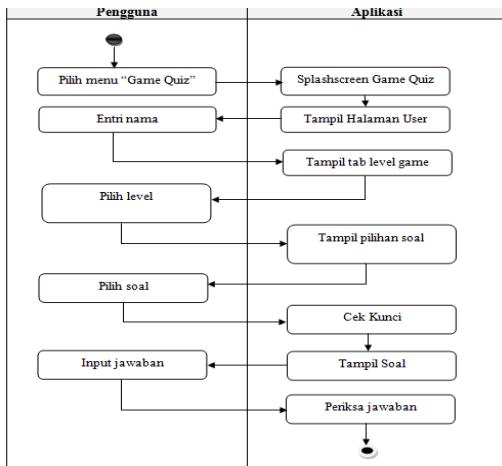 Pengguna
Aplikasi
Pilih menu “Game Quiz”
Splashscreen Game Quiz
Entri nama
Tampil Halaman User
Tampil tab level game
Pilih level
Tampil pilihan soal
Pilih soal
Cek Kunci
Input jawaban
Tampil Soal
Periksa jawaban